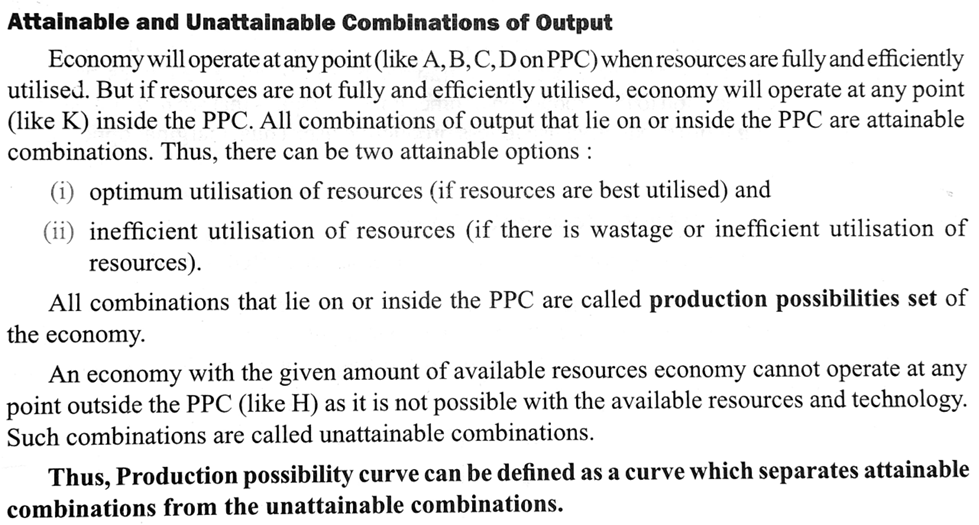 Attainable and Unattainable Combinations of Output
Economy will operate at any point (like A, B, C, D on PPC) when resources are fully and efficiently
utilised. But if resources are not fully and efficiently utilised, economy will operate at any point
(like K) inside the PPC. All combinations of output that lie on or inside the PPC are attainable
combinations. Thus, there can be two attainable options :
(i) optimum utilisation of resources (if resources are best utilised) and
(ii) inefficient utilisation of resources (if there is wastage or inefficient utilisation of
resources).
All combinations that lie on or inside the PPC are called production possibilities set of
the economy.
An economy with the given amount of available resources economy cannot operate at any
point outside the PPC (like H) as it is not possible with the available resources and technology.
Such combinations are called unattainable combinations.
Thus, Production possibility curve can be defined as a curve which separates attainable
combinations from the unattainable combinations.